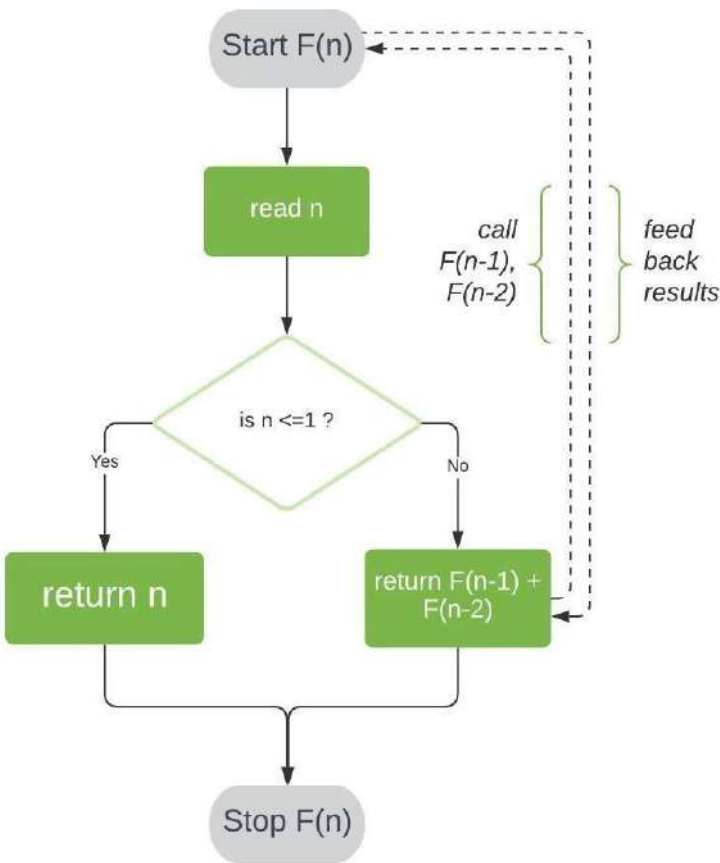 Start F(n)
read n
call
F(n-1),
F(n-2)
feed
back
results
is n <=1 ?
Yes
No
return n
return F(n-1) +
F(n-2)
Stop F(n)